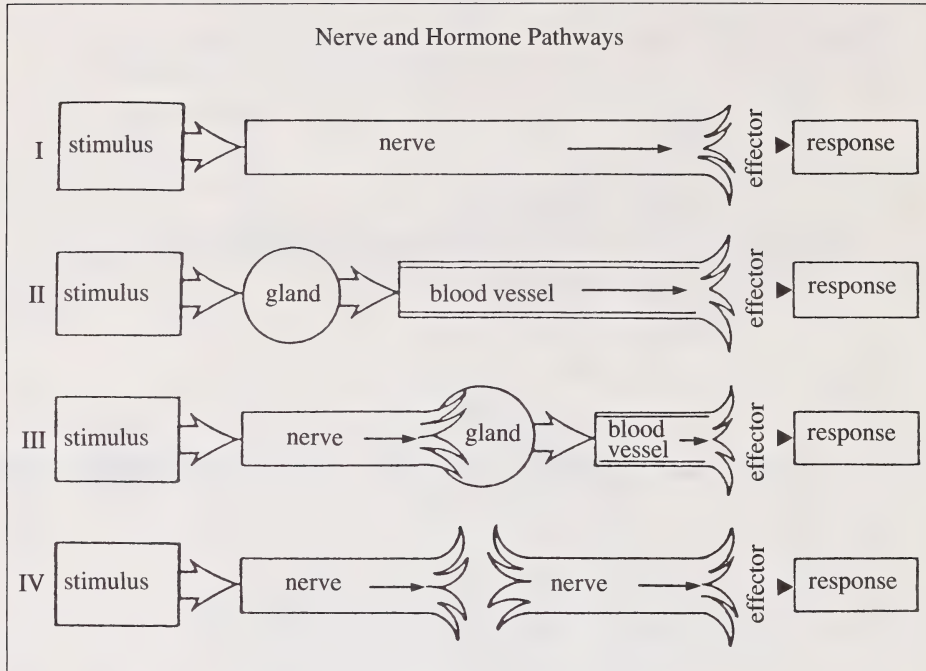 Nerve and Hormone Pathways
I stimulus nerve effector response
II stimulus gland blood vessel effector response
III stimulus nerve gland blood vessel effector response
IV stimulus nerve nerve effector response